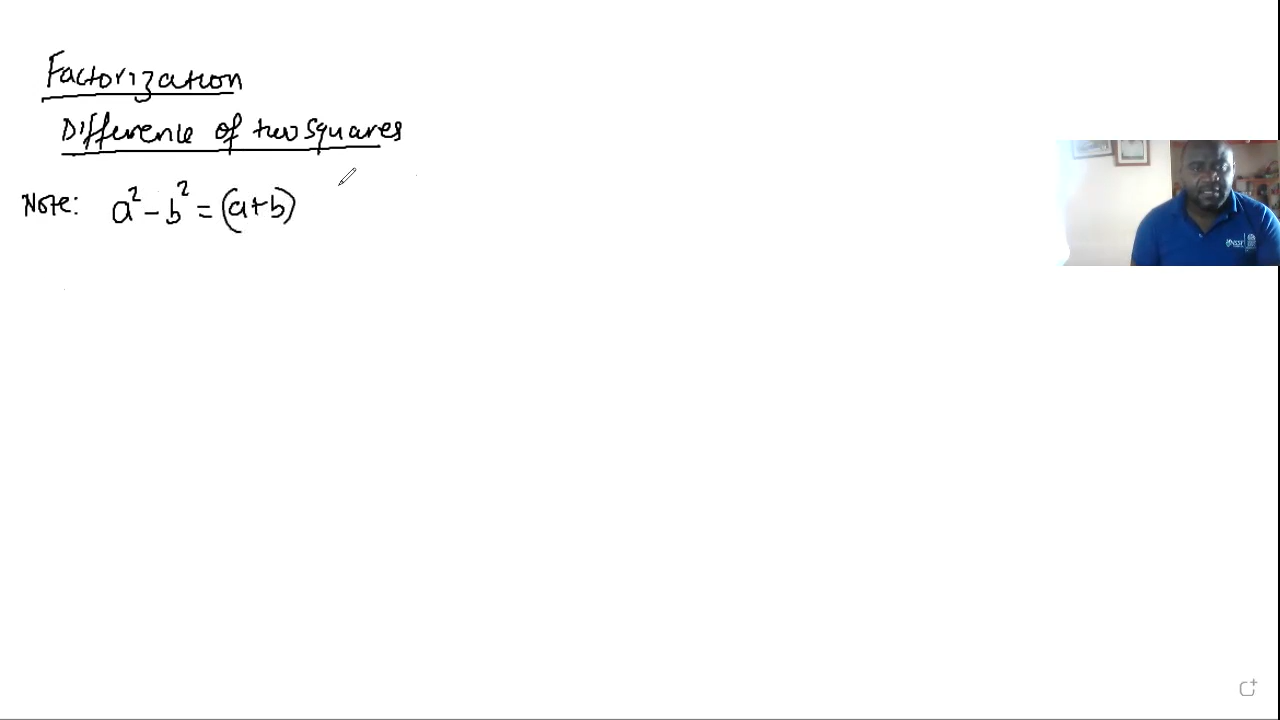 Factorization
Difference of two squares
Note: a² - b² = (a+b)